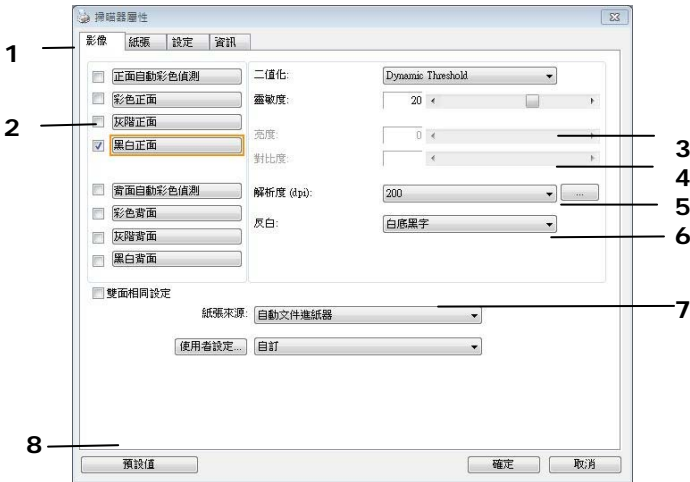 掃瞄器屬性
影像 紙張 設定 資訊
1
正面自動彩色偵測
彩色正面
2
灰階正面
黑白正面
背面自動彩色偵測
彩色背面
灰階背面
黑白背面
二值化: Dynamic Threshold
靈敏度: 20
亮度: 0
3
對比度:
4
解析度 (dpi): 200 ...
5
反白: 白底黑字
6
雙面相同設定
紙張來源: 自動文件進紙器
7
使用者設定... 自訂
8
預設值 確定 取消